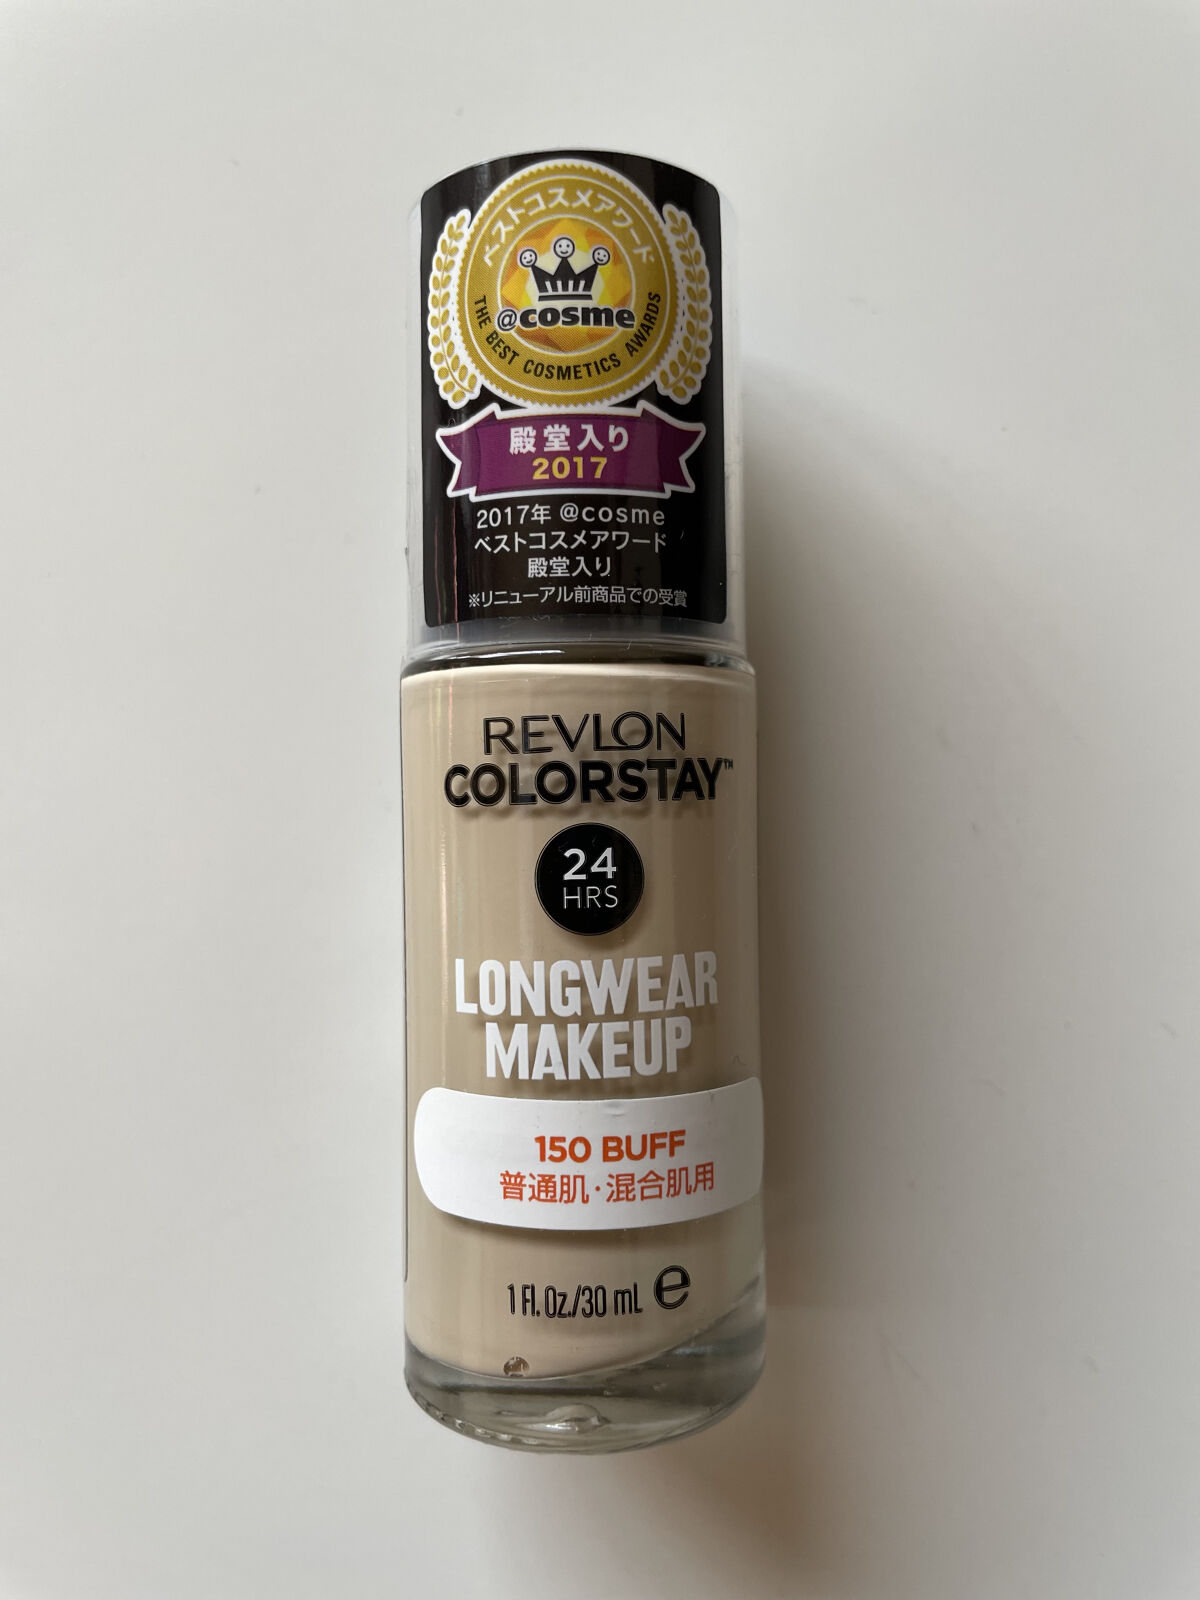 ベストコスメアワード
@cosme
THE BEST COSMETICS AWARDS
殿堂入り
2017
2017年 @cosme
ベストコスメアワード
殿堂入り
※リニューアル前商品での受賞
REVLON
COLORSTAY™
24
HRS
LONGWEAR
MAKEUP
150 BUFF
普通肌・混合肌用
1 Fl. Oz./30 mL ℮